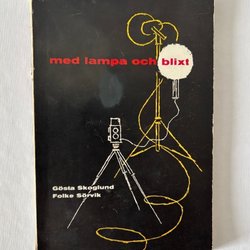 med lampa och blixt
Gösta Skoglund
Folke Sörvik